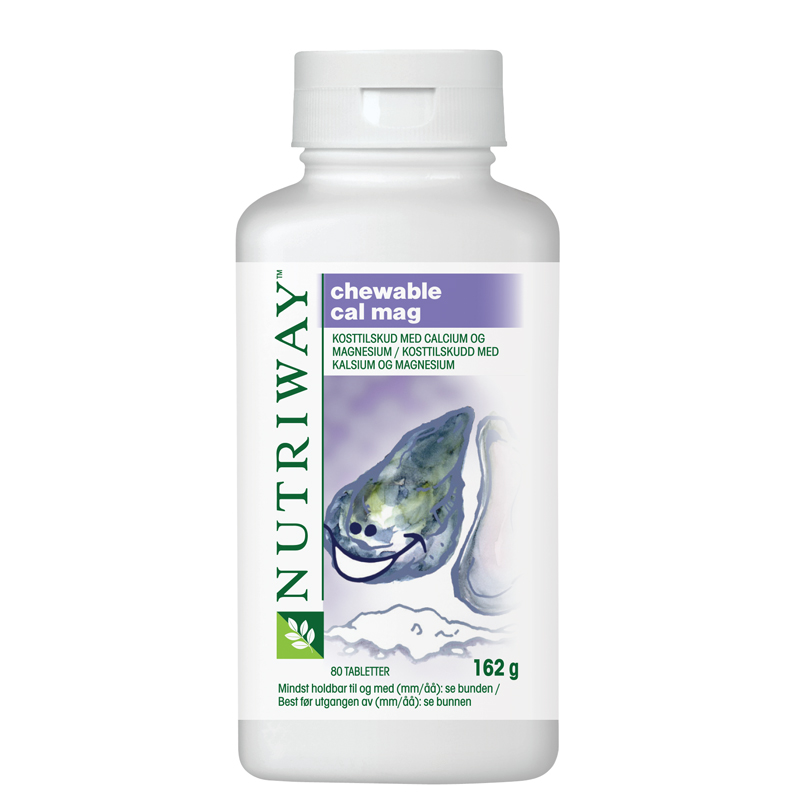 NUTRIWAY™
chewable
cal mag
KOSTTILSKUD MED CALCIUM OG
MAGNESIUM / KOSTTILSKUDD MED
KALSIUM OG MAGNESIUM
80 TABLETTER
162 g
Mindst holdbar til og med (mm/åå): se bunden /
Best før utgangen av (mm/åå): se bunnen